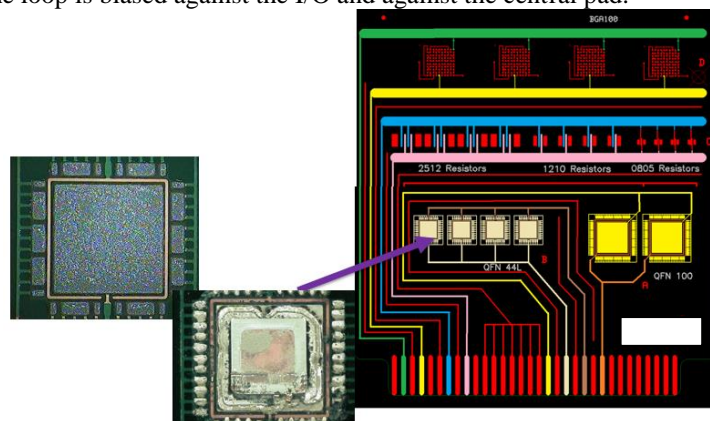 e loop is biased against the I/O and against the central pad.
BGA100
D
C
2512 Resistors
1210 Resistors
0805 Resistors
B
QFN 44L
QFN 100
A